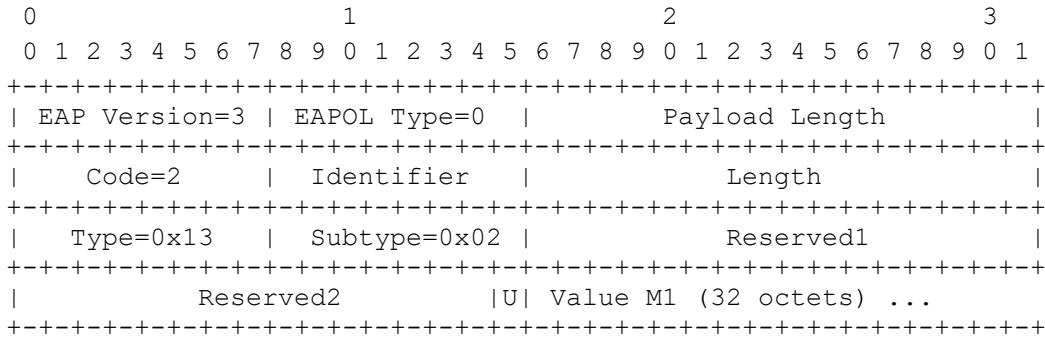 0                   1                   2                   3
 0 1 2 3 4 5 6 7 8 9 0 1 2 3 4 5 6 7 8 9 0 1 2 3 4 5 6 7 8 9 0 1
+-+-+-+-+-+-+-+-+-+-+-+-+-+-+-+-+-+-+-+-+-+-+-+-+-+-+-+-+-+-+-+-+
| EAP Version=3 | EAPOL Type=0  |        Payload Length         |
+-+-+-+-+-+-+-+-+-+-+-+-+-+-+-+-+-+-+-+-+-+-+-+-+-+-+-+-+-+-+-+-+
|    Code=2     |  Identifier   |            Length             |
+-+-+-+-+-+-+-+-+-+-+-+-+-+-+-+-+-+-+-+-+-+-+-+-+-+-+-+-+-+-+-+-+
|   Type=0x13   |  Subtype=0x02 |            Reserved1          |
+-+-+-+-+-+-+-+-+-+-+-+-+-+-+-+-+-+-+-+-+-+-+-+-+-+-+-+-+-+-+-+-+
|           Reserved2         |U| Value M1 (32 octets) ...
+-+-+-+-+-+-+-+-+-+-+-+-+-+-+-+-+-+-+-+-+-+-+-+-+-+-+-+-+-+-+-+-+